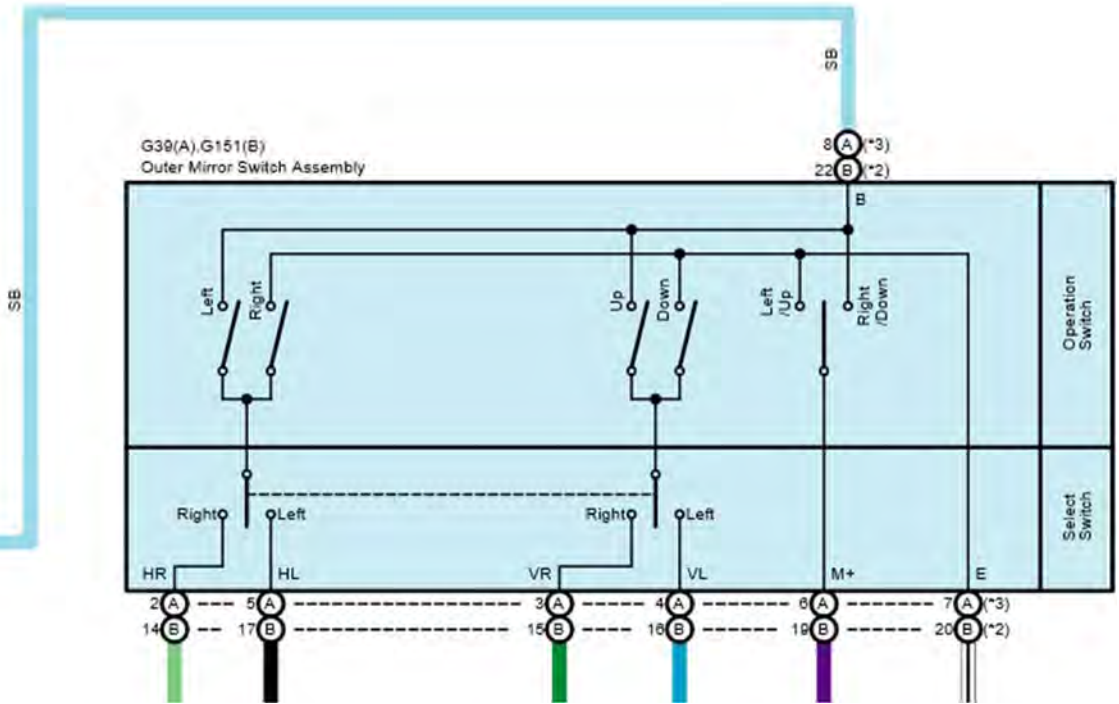 SB
SB
G39(A),G151(B)
Outer Mirror Switch Assembly
8 A (*3)
22 B (*2)
B
Left
Right
Up
Down
Left
/Up
Right
/Down
Operation
Switch
Right Left
Right Left
Select
Switch
HR HL VR VL M+ E
2 A 5 A 3 A 4 A 6 A 7 A (*3)
14 B 17 B 15 B 16 B 19 B 20 B (*2)